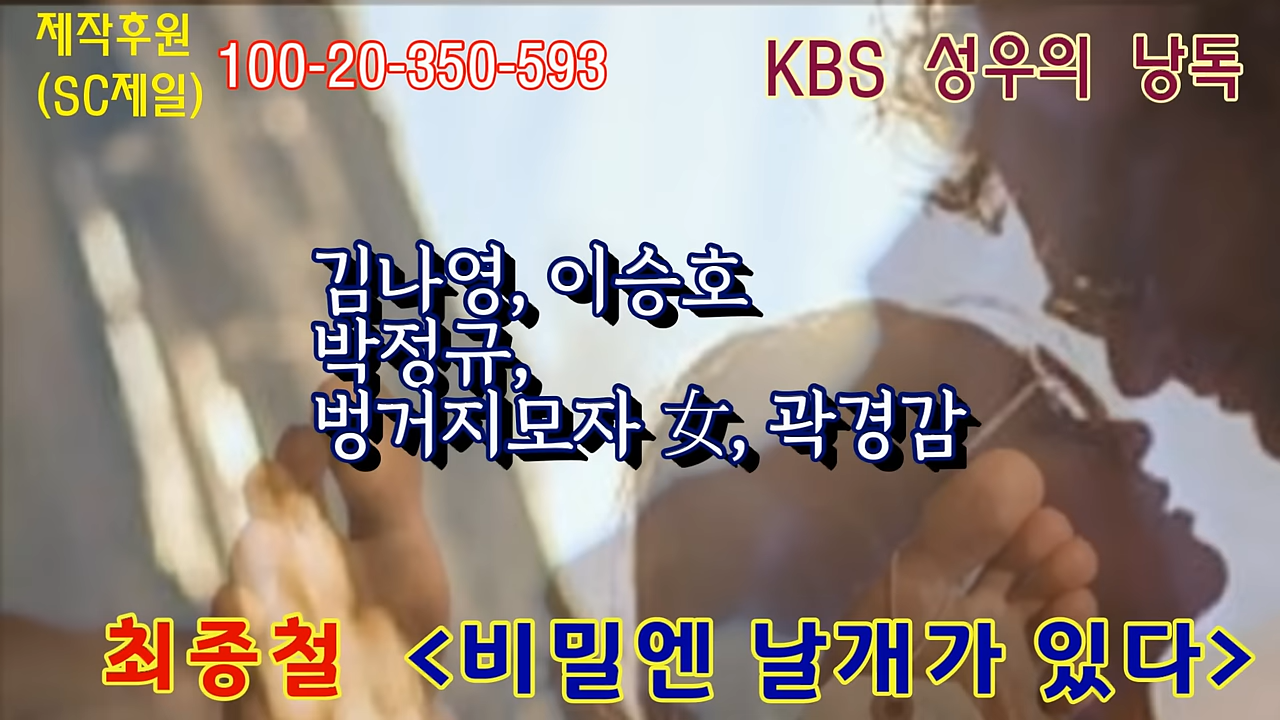 제작후원
(SC제일)
100-20-350-593
KBS 성우의 낭독
김나영, 이승호
박정규,
벙거지모자 女, 곽경감
최종철 <비밀엔 날개가 있다>